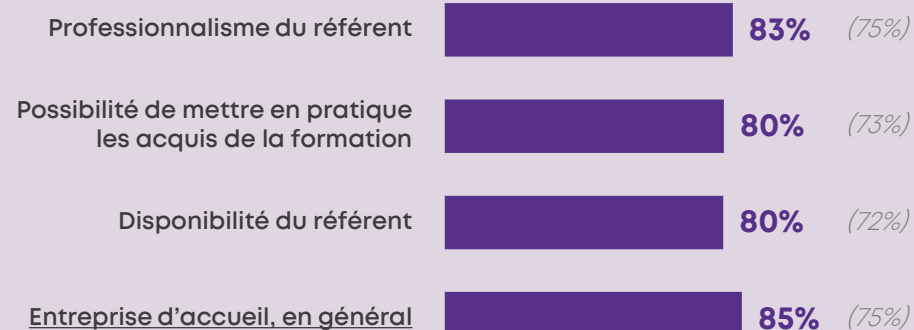 Professionnalisme du référent 83% (75%)
Possibilité de mettre en pratique
les acquis de la formation 80% (73%)
Disponibilité du référent 80% (72%)
Entreprise d'accueil, en général 85% (75%)